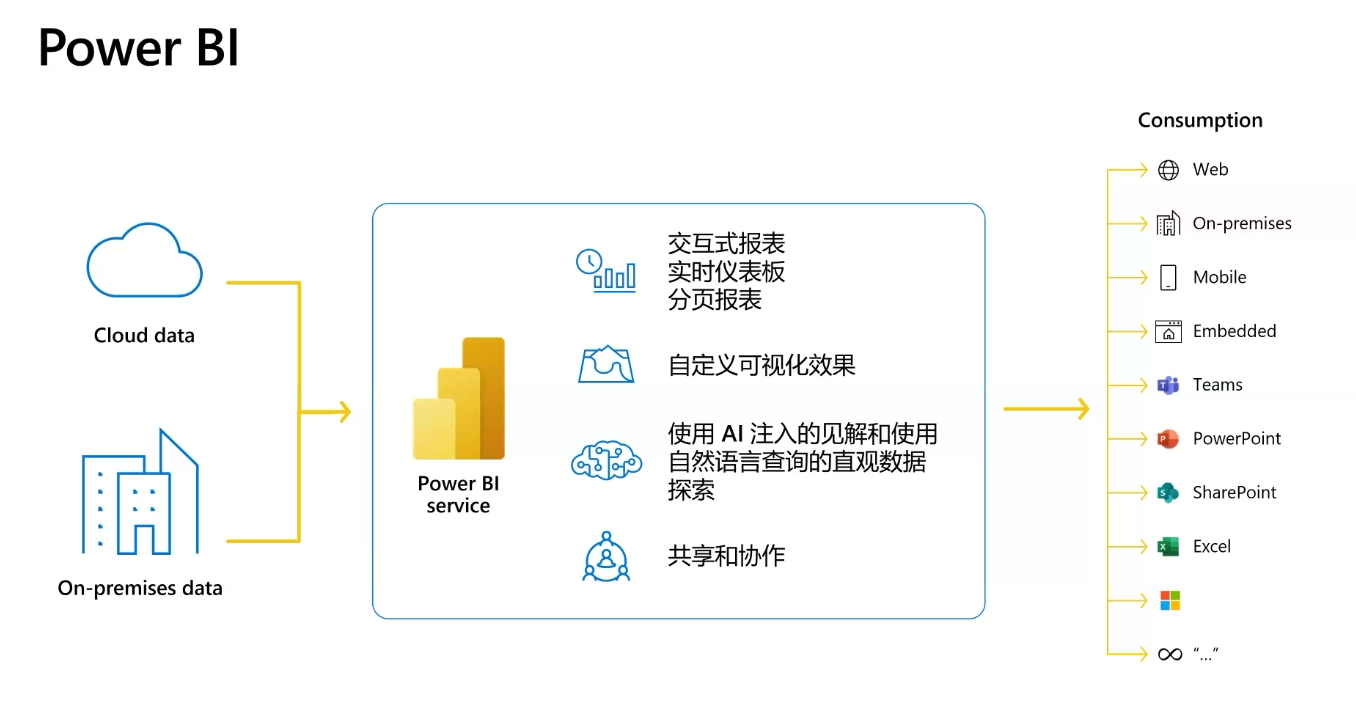 Power BI
Cloud data
On-premises data
Power BI
service
交互式报表
实时仪表板
分页报表
自定义可视化效果
使用 AI 注入的见解和使用
自然语言查询的直观数据
探索
共享和协作
Consumption
Web
On-premises
Mobile
Embedded
Teams
PowerPoint
SharePoint
Excel
“...”